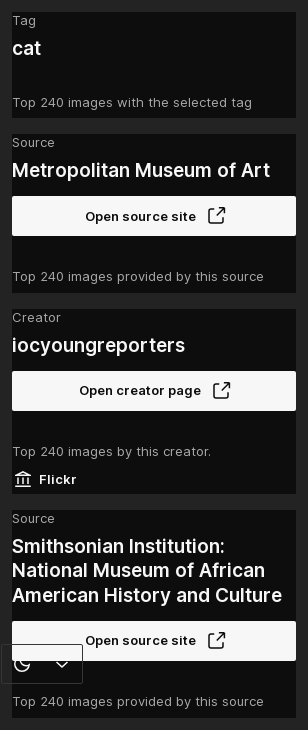 Tag
cat
Top 240 images with the selected tag
Source
Metropolitan Museum of Art
Open source site
Top 240 images provided by this source
Creator
iocyoungreporters
Open creator page
Top 240 images by this creator.
Flickr
Source
Smithsonian Institution:
National Museum of African
American History and Culture
Open source site
Top 240 images provided by this source